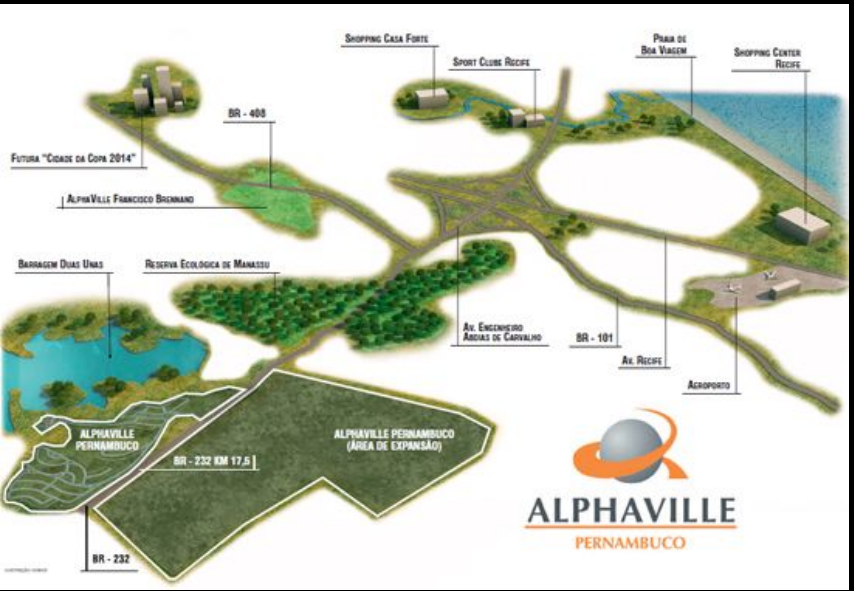 SHOPPING CASA FORTE
SPORT CLUBE RECIFE
PRAIA DE
BOA VIAGEM
SHOPPING CENTER
RECIFE
BR - 408
FUTURA "CIDADE DA COPA 2014"
ALPHAVILLE FRANCISCO BRENNAND
BARRAGEM DUAS UNAS
RESERVA ECOLÓGICA DE MANASSU
AV. ENGENHEIRO
ABDIAS DE CARVALHO
BR - 101
AV. RECIFE
AEROPORTO
ALPHAVILLE
PERNAMBUCO
ALPHAVILLE PERNAMBUCO
(ÁREA DE EXPANSÃO)
BR - 232 KM 17,5
BR - 232
ALPHAVILLE
PERNAMBUCO